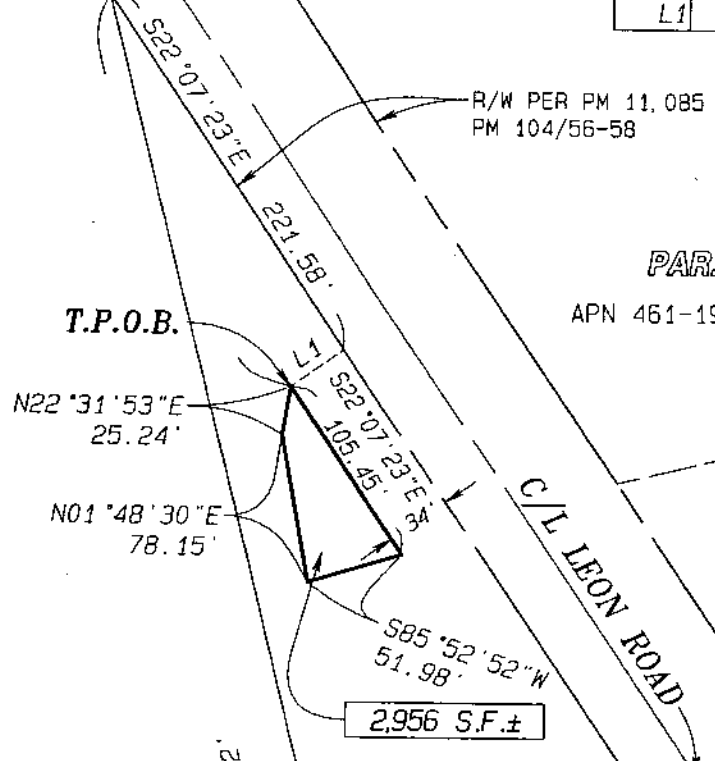 L1
S22°07'23"E
221.58'
R/W PER PM 11,085
PM 104/56-58
APN 461-19
T.P.O.B.
L1
N22°31'53"E
25.24'
S22°07'23"E
105.45'
34'
N01°48'30"E
78.15'
C/L LEON ROAD
S85°52'52"W
51.98'
2,956 S.F.±